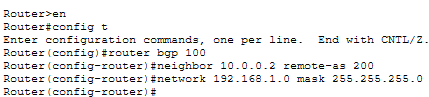 Router>en
Router#config t
Enter configuration commands, one per line.  End with CNTL/Z.
Router(config)#router bgp 100
Router(config-router)#neighbor 10.0.0.2 remote-as 200
Router(config-router)#network 192.168.1.0 mask 255.255.255.0
Router(config-router)#